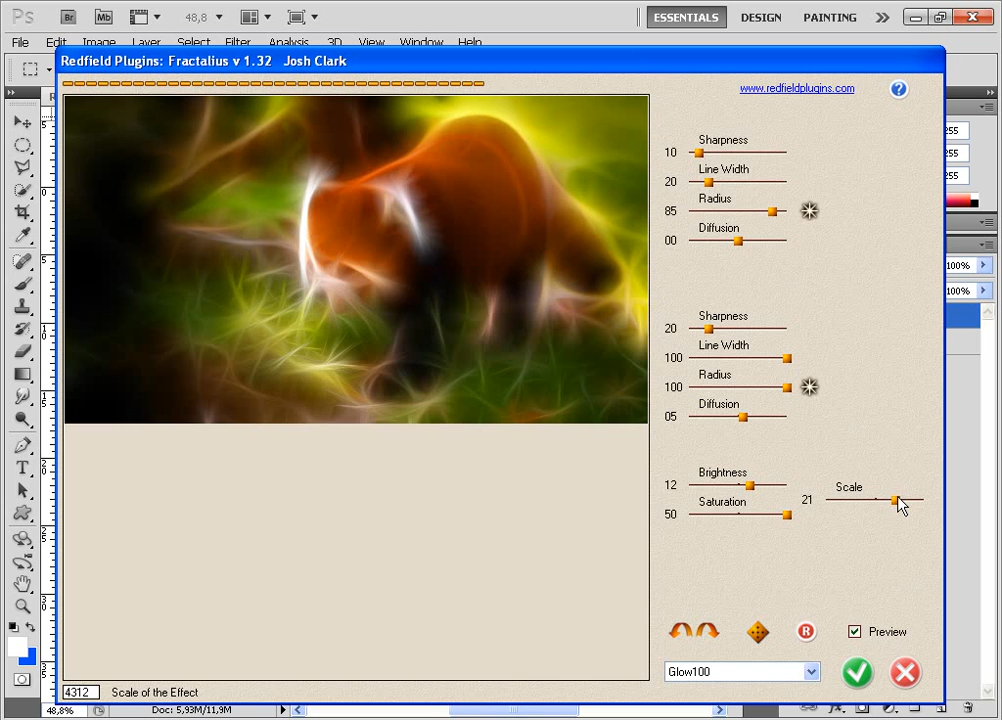 Ps Br Mb 48,8 ESSENTIALS DESIGN PAINTING
File Edit Image Layer Select Filter Analysis 3D View Window Help
Redfield Plugins: Fractalius v 1.32 Josh Clark
www.redfieldplugins.com ?
Sharpness
10
Line Width
20
Radius
85
Diffusion
00
Sharpness
20
Line Width
100
Radius
100
Diffusion
05
Brightness
12
Saturation
50
Scale
21
R Preview
Glow100
4312 Scale of the Effect
255
255
255
100%
100%
48,8% Doc: 5,93M/11,9M